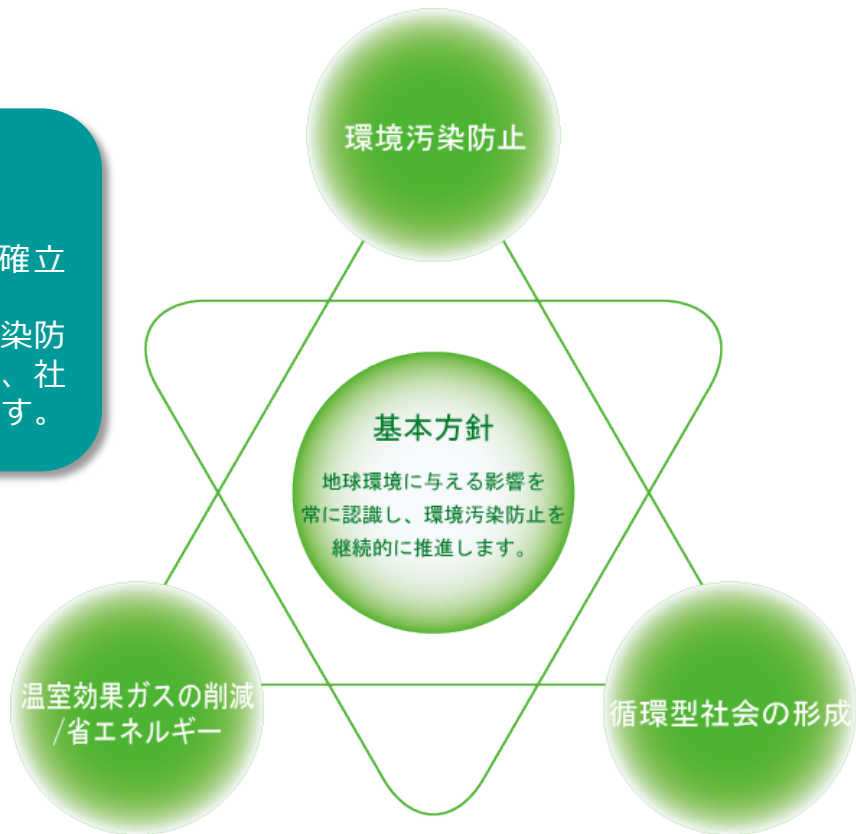 環境汚染防止
確立
染防
、社
す。
基本方針
地球環境に与える影響を
常に認識し、環境汚染防止を
継続的に推進します。
温室効果ガスの削減
/省エネルギー
循環型社会の形成